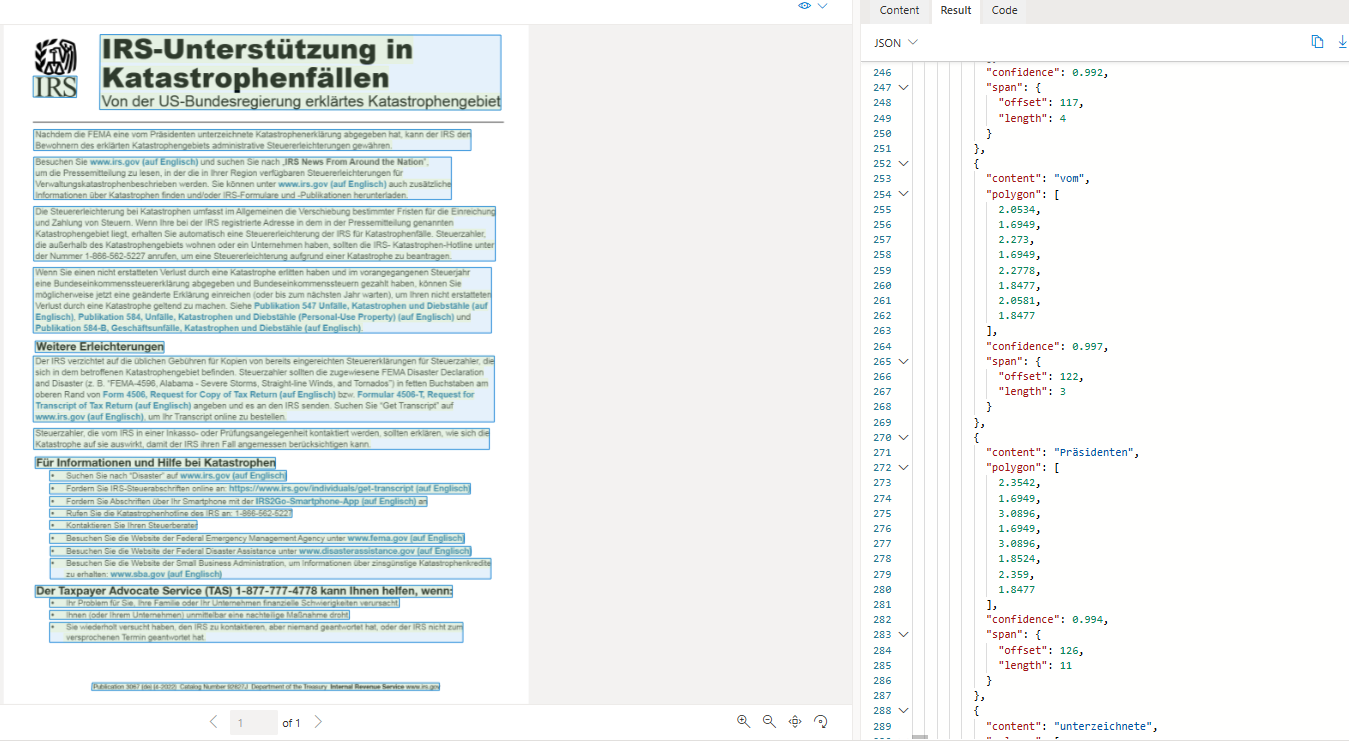 IRS
IRS-Unterstützung in
Katastrophenfällen
Von der US-Bundesregierung erklärtes Katastrophengebiet
Nachdem die FEMA eine vom Präsidenten unterzeichnete Katastrophenerklärung abgegeben hat, kann der IRS den
Bewohnern des erklärten Katastrophengebiets administrative Steuererleichterungen gewähren.
Besuchen Sie www.irs.gov (auf Englisch) und suchen Sie nach „IRS News From Around the Nation",
um die Pressemitteilung zu lesen, in der die in Ihrer Region verfügbaren Steuererleichterungen für
Verwaltungskatastrophenbeschrieben werden. Sie können unter www.irs.gov (auf Englisch) auch zusätzliche
Informationen über Katastrophen finden und/oder IRS-Formulare und -Publikationen herunterladen.
Die Steuererleichterung bei Katastrophen umfasst im Allgemeinen die Verschiebung bestimmter Fristen für die Einreichung
und Zahlung von Steuern. Wenn Ihre bei der IRS registrierte Adresse in dem in der Pressemitteilung genannten
Katastrophengebiet liegt, erhalten Sie automatisch eine Steuererleichterung der IRS für Katastrophenfälle. Steuerzahler,
die außerhalb des Katastrophengebiets wohnen oder ein Unternehmen haben, sollten die IRS- Katastrophen-Hotline unter
der Nummer 1-866-562-5227 anrufen, um eine Steuererleichterung aufgrund einer Katastrophe zu beantragen.
Wenn Sie einen nicht erstatteten Verlust durch eine Katastrophe erlitten haben und im vorangegangenen Steuerjahr
eine Bundeseinkommenssteuererklärung abgegeben und Bundeseinkommenssteuern gezahlt haben, können Sie
möglicherweise jetzt eine geänderte Erklärung einreichen (oder bis zum nächsten Jahr warten), um Ihren nicht erstatteten
Verlust durch eine Katastrophe geltend zu machen. Siehe Publikation 547 Unfälle, Katastrophen und Diebstähle (auf
Englisch), Publikation 584, Unfälle, Katastrophen und Diebstähle (Personal-Use Property) (auf Englisch) und
Publikation 584-B, Geschäftsunfälle, Katastrophen und Diebstähle (auf Englisch).
Weitere Erleichterungen
Der IRS verzichtet auf die üblichen Gebühren für Kopien von bereits eingereichten Steuererklärungen für Steuerzahler, die
sich in dem betroffenen Katastrophengebiet befinden. Steuerzahler sollten die zugewiesene FEMA Disaster Declaration
and Disaster (z. B. "FEMA-4596, Alabama - Severe Storms, Straight-line Winds, and Tornados") in fetten Buchstaben am
oberen Rand von Form 4506, Request for Copy of Tax Return (auf Englisch) bzw. Formular 4506-T, Request for
Transcript of Tax Return (auf Englisch) angeben und es an den IRS senden. Suchen Sie "Get Transcript" auf
www.irs.gov (auf Englisch), um Ihr Transcript online zu bestellen.
Steuerzahler, die vom IRS in einer Inkasso- oder Prüfungsangelegenheit kontaktiert werden, sollten erklären, wie sich die
Katastrophe auf sie auswirkt, damit der IRS ihren Fall angemessen berücksichtigen kann.
Für Informationen und Hilfe bei Katastrophen
• Suchen Sie nach "Disaster" auf www.irs.gov (auf Englisch)
• Fordern Sie IRS-Steuerabschriften online an: https://www.irs.gov/individuals/get-transcript (auf Englisch)
• Fordern Sie Abschriften über Ihr Smartphone mit der IRS2Go-Smartphone-App (auf Englisch) an
• Rufen Sie die Katastrophenhotline des IRS an: 1-866-562-5227
• Kontaktieren Sie Ihren Steuerberater
• Besuchen Sie die Website der Federal Emergency Management Agency unter www.fema.gov (auf Englisch)
• Besuchen Sie die Website der Federal Disaster Assistance unter www.disasterassistance.gov (auf Englisch)
• Besuchen Sie die Website der Small Business Administration, um Informationen über zinsgünstige Katastrophenkredite
zu erhalten: www.sba.gov (auf Englisch)
Der Taxpayer Advocate Service (TAS) 1-877-777-4778 kann Ihnen helfen, wenn:
• Ihr Problem für Sie, Ihre Familie oder Ihr Unternehmen finanzielle Schwierigkeiten verursacht
• Ihnen (oder Ihrem Unternehmen) unmittelbar eine nachteilige Maßnahme droht
• Sie wiederholt versucht haben, den IRS zu kontaktieren, aber niemand geantwortet hat, oder der IRS nicht zum
versprochenen Termin geantwortet hat.
Publication 3067 (de) (4-2022) Catalog Number 92627J Department of the Treasury Internal Revenue Service www.irs.gov
1 of 1
Content Result Code
JSON
246 "confidence": 0.992,
247 "span": {
248 "offset": 117,
249 "length": 4
250 }
251 },
252 {
253 "content": "vom",
254 "polygon": [
255 2.0534,
256 1.6949,
257 2.273,
258 1.6949,
259 2.2778,
260 1.8477,
261 2.0581,
262 1.8477
263 ],
264 "confidence": 0.997,
265 "span": {
266 "offset": 122,
267 "length": 3
268 }
269 },
270 {
271 "content": "Präsidenten",
272 "polygon": [
273 2.3542,
274 1.6949,
275 3.0896,
276 1.6949,
277 3.0896,
278 1.8524,
279 2.359,
280 1.8477
281 ],
282 "confidence": 0.994,
283 "span": {
284 "offset": 126,
285 "length": 11
286 }
287 },
288 {
289 "content": "unterzeichnete",